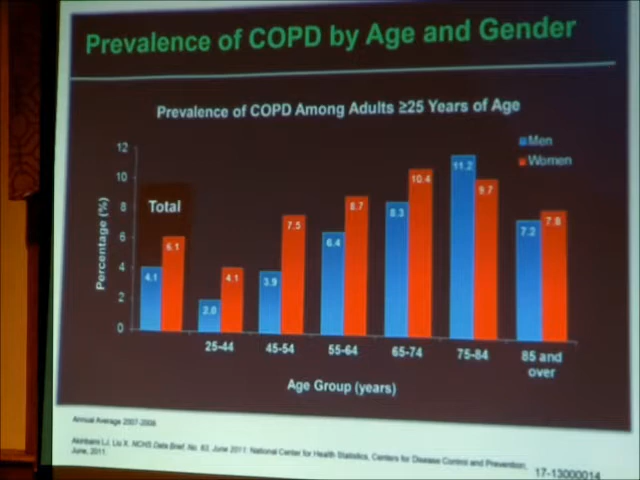 Prevalence of COPD by Age and Gender
Prevalence of COPD Among Adults ≥25 Years of Age
Men
Women
Percentage (%)
12
10
8
6
4
2
0
Total
4.1
6.1
2.0
4.1
3.9
7.5
6.4
8.7
8.3
10.4
11.2
9.7
7.2
7.8
25-44
45-54
55-64
65-74
75-84
85 and
over
Age Group (years)
Annual Average 2007-2009
Akinbami LJ, Liu X. NCHS Data Brief, No. 63, June 2011. National Center for Health Statistics, Centers for Disease Control and Prevention,
June, 2011.
17-13000014